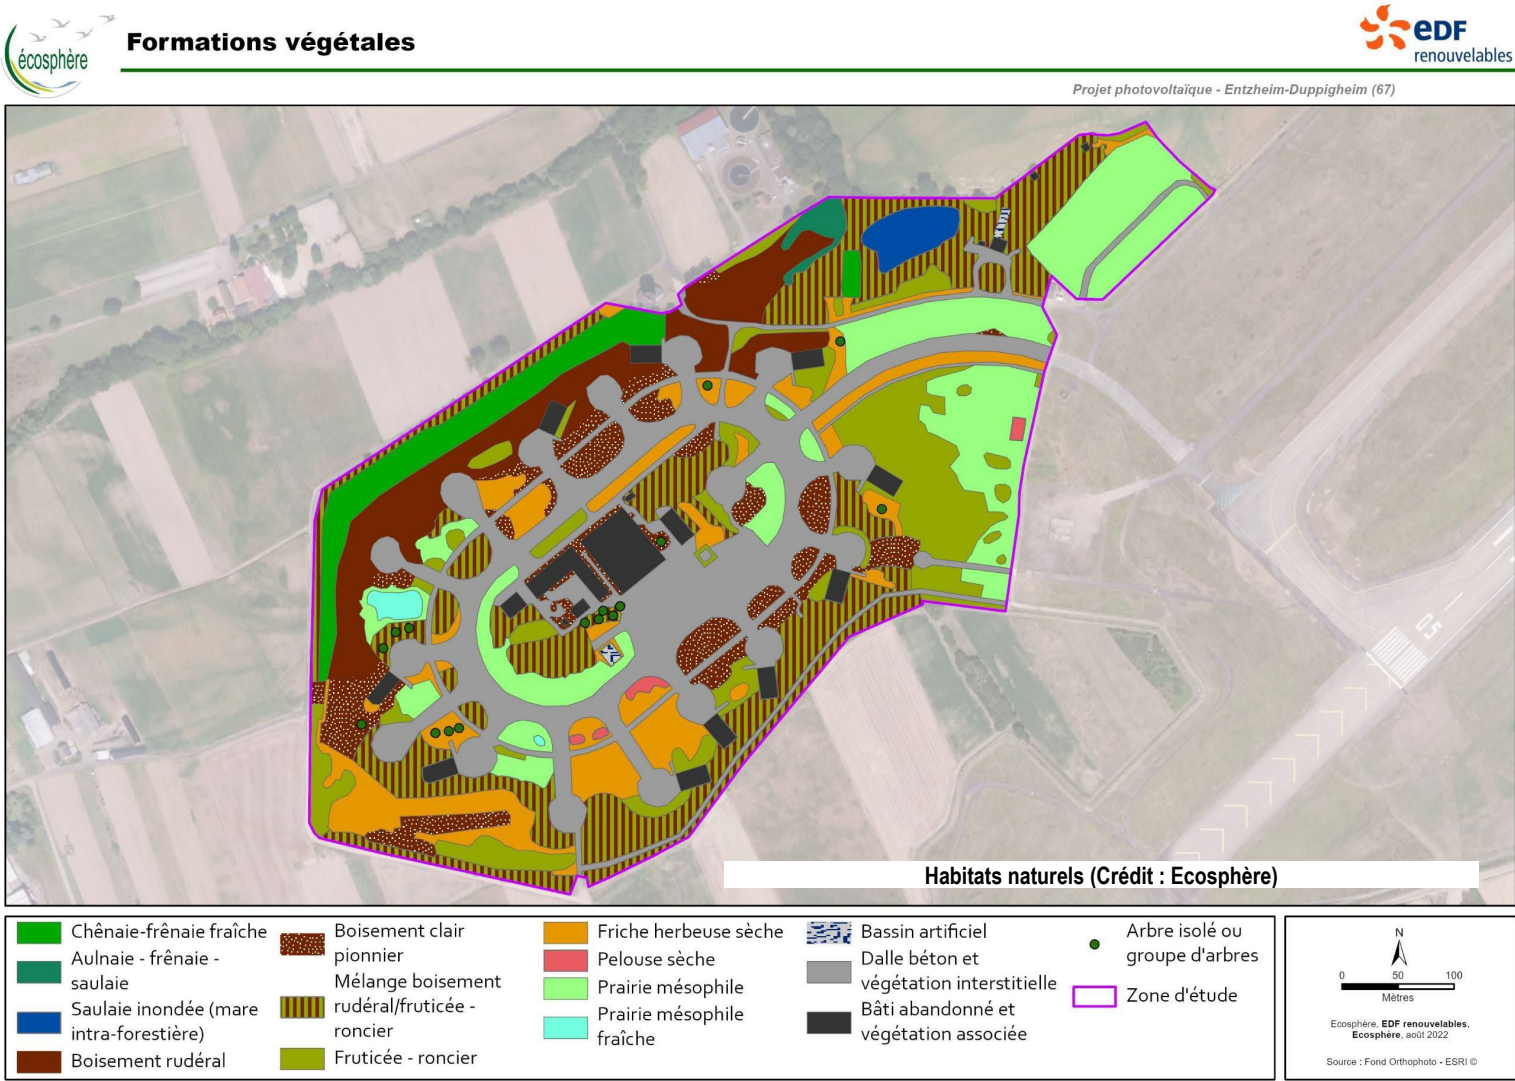 écosphère
Formations végétales
eDF
renouvelables
Projet photovoltaïque - Entzheim-Duppigheim (67)
05
Habitats naturels (Crédit : Ecosphère)
Chênaie-frênaie fraîche
Aulnaie - frênaie -
saulaie
Saulaie inondée (mare
intra-forestière)
Boisement rudéral
Boisement clair
pionnier
Mélange boisement
rudéral/fruticée -
roncier
Fruticée - roncier
Friche herbeuse sèche
Pelouse sèche
Prairie mésophile
Prairie mésophile
fraîche
Bassin artificiel
Dalle béton et
végétation interstitielle
Bâti abandonné et
végétation associée
Arbre isolé ou
groupe d'arbres
Zone d'étude
N
0 50 100
Mètres
Ecosphère, EDF renouvelables,
Ecosphère, août 2022
Source : Fond Orthophoto - ESRI ©